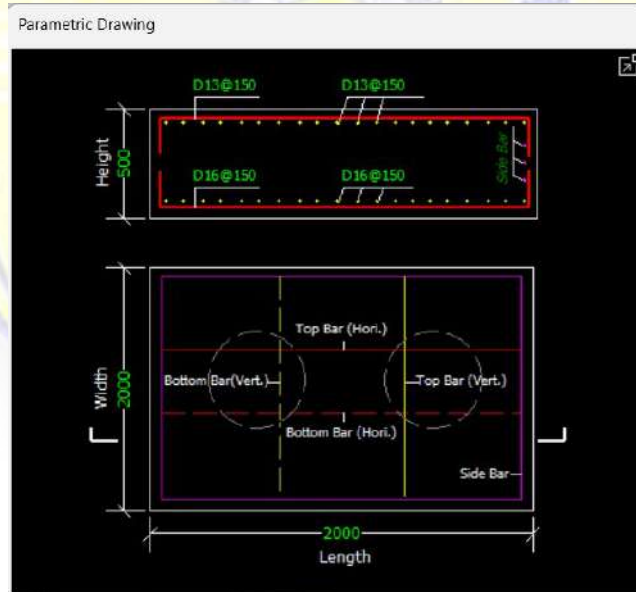 Parametric Drawing
D13@150 D13@150
Height
500
Side Bar
D16@150 D16@150
Width
2000
Top Bar (Hori.)
Bottom Bar(Vert.) Top Bar (Vert.)
Bottom Bar (Hori.)
Side Bar
2000
Length